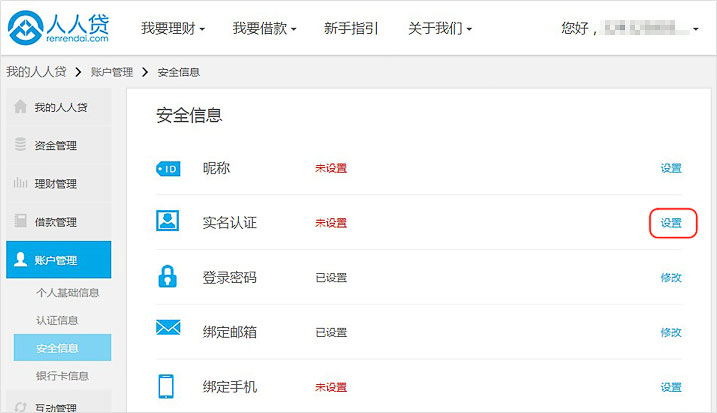 人人贷
renrendai.com
我要理财 我要借款 新手指引 关于我们 您好，
我的人人贷 账户管理 安全信息
我的人人贷
资金管理
理财管理
借款管理
账户管理
个人基础信息
认证信息
安全信息
银行卡信息
互动管理
安全信息
ID 昵称 未设置 设置
实名认证 未设置 设置
登录密码 已设置 修改
绑定邮箱 已设置 修改
绑定手机 未设置 设置